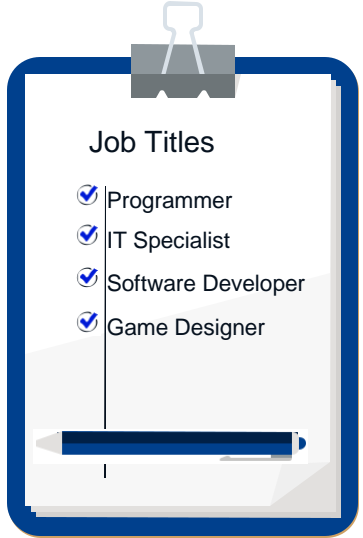 Job Titles
Programmer
IT Specialist
Software Developer
Game Designer